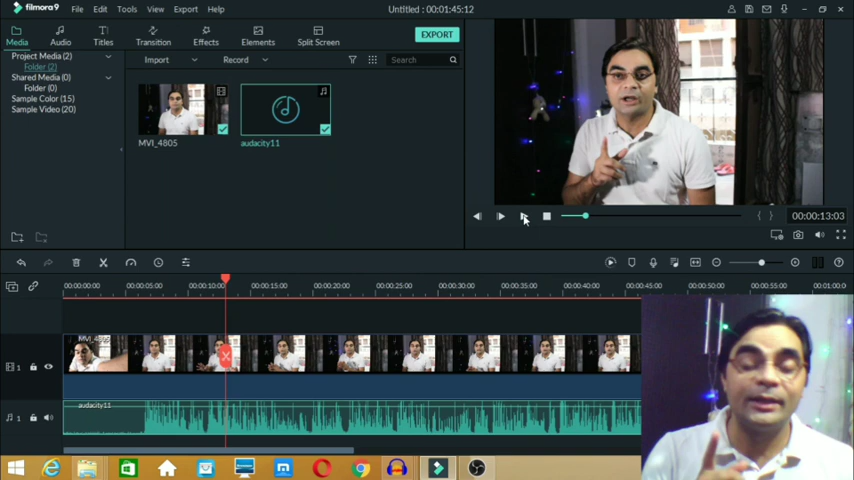 filmora9
File Edit Tools View Export Help
Untitled : 00:01:45:12
Media Audio Titles Transition Effects Elements Split Screen
EXPORT
Project Media (2)
Folder (2)
Shared Media (0)
Folder (0)
Sample Color (15)
Sample Video (20)
Import Record Search
MVI_4805 audacity11
00:00:13:03
00:00:00:00 00:00:05:00 00:00:10:00 00:00:15:00 00:00:20:00 00:00:25:00 00:00:30:00 00:00:35:00 00:00:40:00 00:00:45:00 00:00:50:00 00:00:55:00 00:01:00:0
MVI_4805
1
audacity11
1